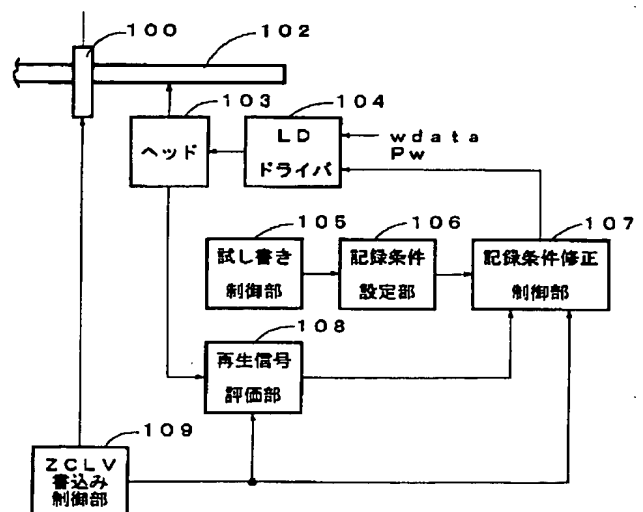 100
102
103
ヘッド
104
LD
ドライバ
wdata
Pw
105
試し書き
制御部
106
記録条件
設定部
107
記録条件修正
制御部
108
再生信号
評価部
109
ZCLV
書込み
制御部